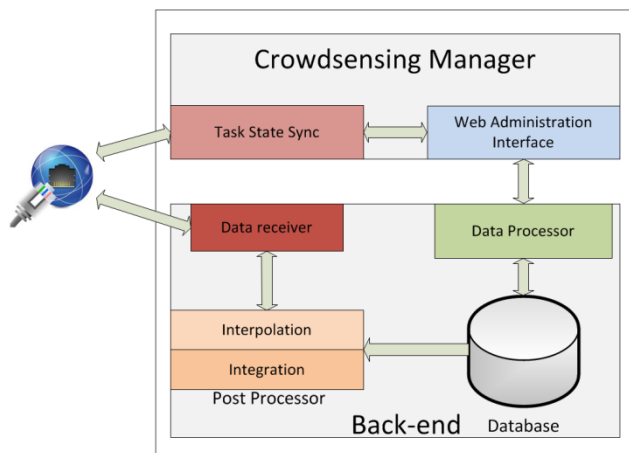 Crowdsensing Manager
Task State Sync
Web Administration
Interface
Data receiver
Data Processor
Interpolation
Integration
Post Processor
Back-end
Database